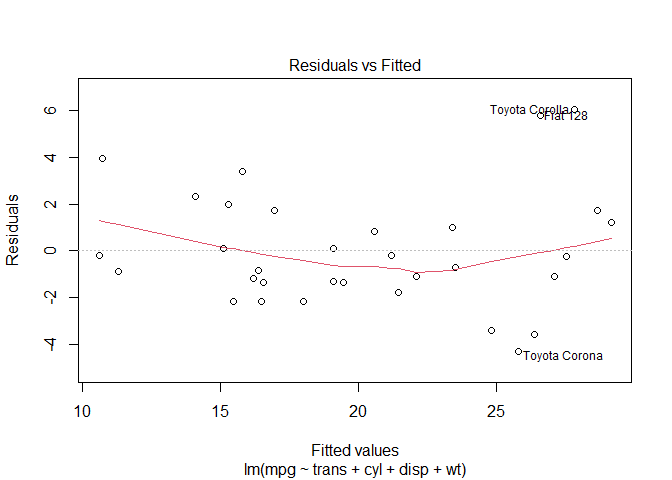 Residuals vs Fitted
Residuals
6
4
2
0
-2
-4
Toyota Corolla
Fiat 128
Toyota Corona
10
15
20
25
Fitted values
lm(mpg ~ trans + cyl + disp + wt)